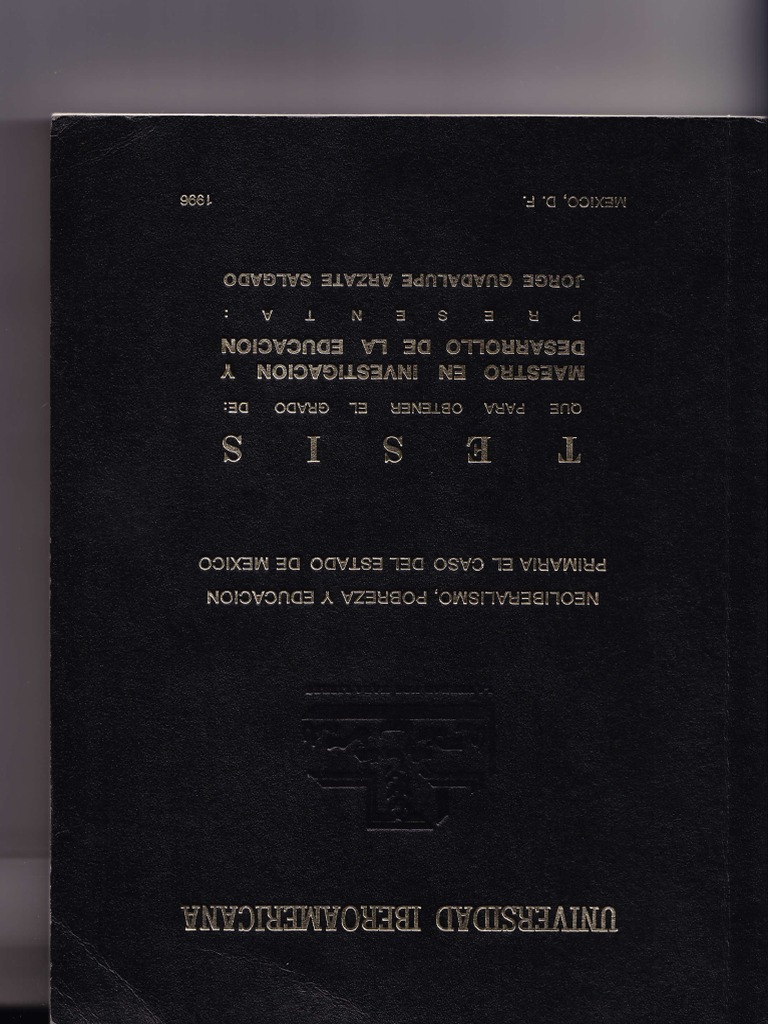 UNIVERSIDAD IBEROAMERICANA
NEOLIBERALISMO, POBREZA Y EDUCACION
PRIMARIA EL CASO DEL ESTADO DE MEXICO
T E S I S
QUE PARA OBTENER EL GRADO DE:
MAESTRO EN INVESTIGACION Y
DESARROLLO DE LA EDUCACION
P R E S E N T A :
JORGE GUADALUPE ARZATE SALGADO
MEXICO, D. F. 1996